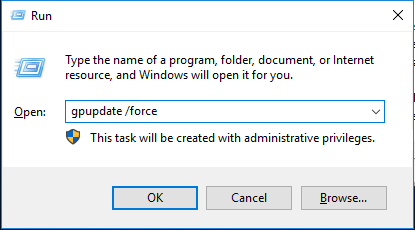 Run
Type the name of a program, folder, document, or Internet
resource, and Windows will open it for you.
Open: gpupdate /force
This task will be created with administrative privileges.
OK Cancel Browse...